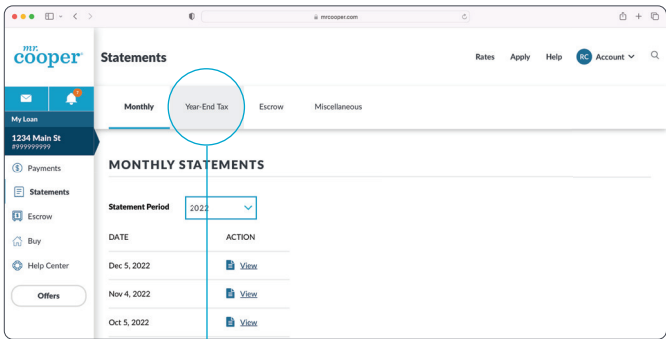 mrcooper.com
mr.
cooper
Statements
Rates Apply Help RC Account
7
My Loan
1234 Main St
#999999999
Payments
Statements
Escrow
Buy
Help Center
Offers
Monthly Year-End Tax Escrow Miscellaneous
MONTHLY STATEMENTS
Statement Period 2022
DATE ACTION
Dec 5, 2022 View
Nov 4, 2022 View
Oct 5, 2022 View